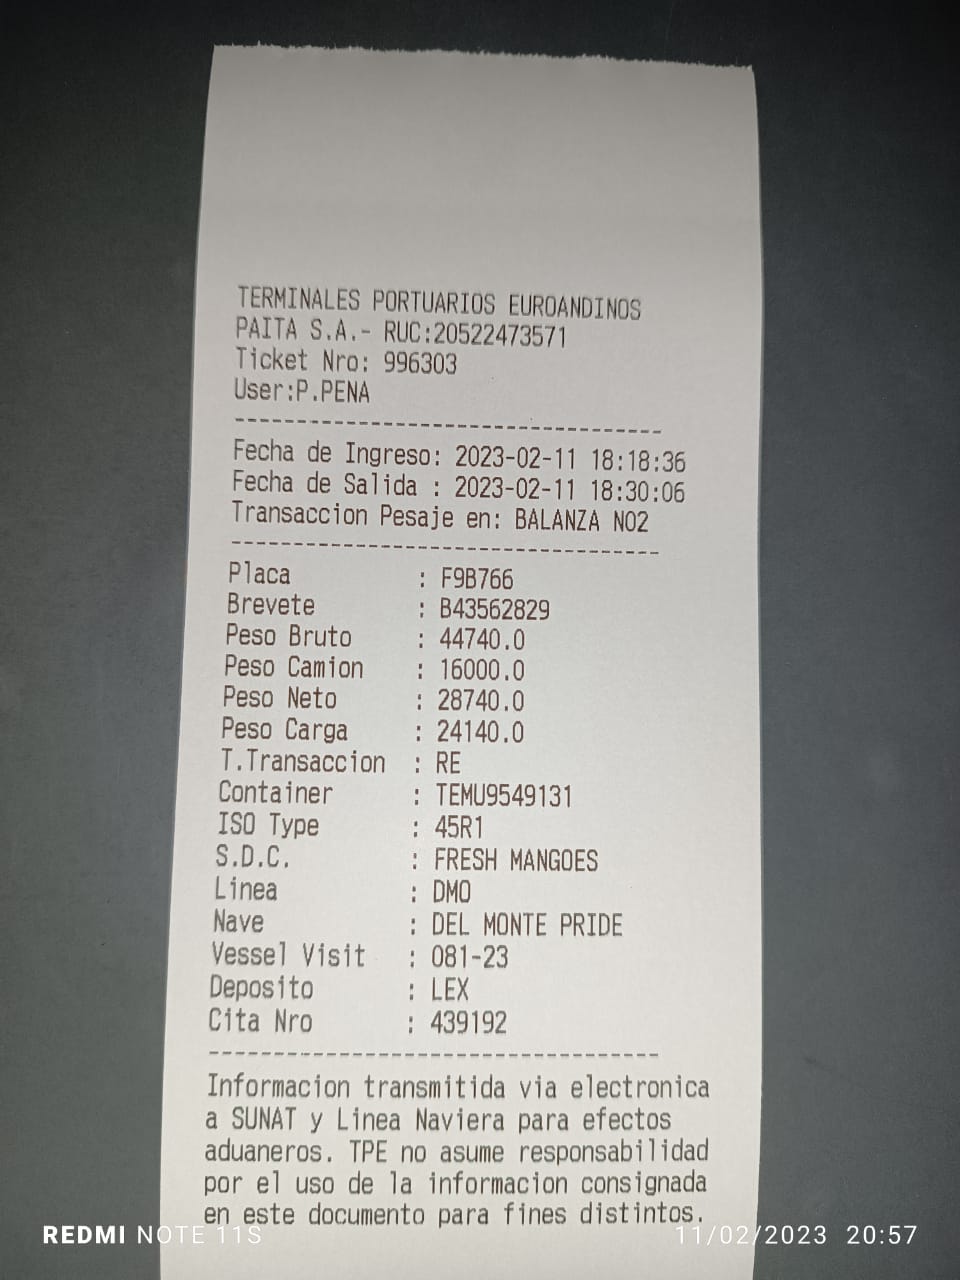 TERMINALES PORTUARIOS EUROANDINOS
PAITA S.A.- RUC:20522473571
Ticket Nro: 996303
User:P.PENA
-----------------------------------
Fecha de Ingreso: 2023-02-11 18:18:36
Fecha de Salida : 2023-02-11 18:30:06
Transaccion Pesaje en: BALANZA NO2
-----------------------------------
Placa : F9B766
Brevete : B43562829
Peso Bruto : 44740.0
Peso Camion : 16000.0
Peso Neto : 28740.0
Peso Carga : 24140.0
T.Transaccion : RE
Container : TEMU9549131
ISO Type : 45R1
S.D.C. : FRESH MANGOES
Linea : DMO
Nave : DEL MONTE PRIDE
Vessel Visit : 081-23
Deposito : LEX
Cita Nro : 439192
-----------------------------------
Informacion transmitida via electronica
a SUNAT y Linea Naviera para efectos
aduaneros. TPE no asume responsabilidad
por el uso de la informacion consignada
en este documento para fines distintos.
REDMI NOTE 11S 11/02/2023 20:57